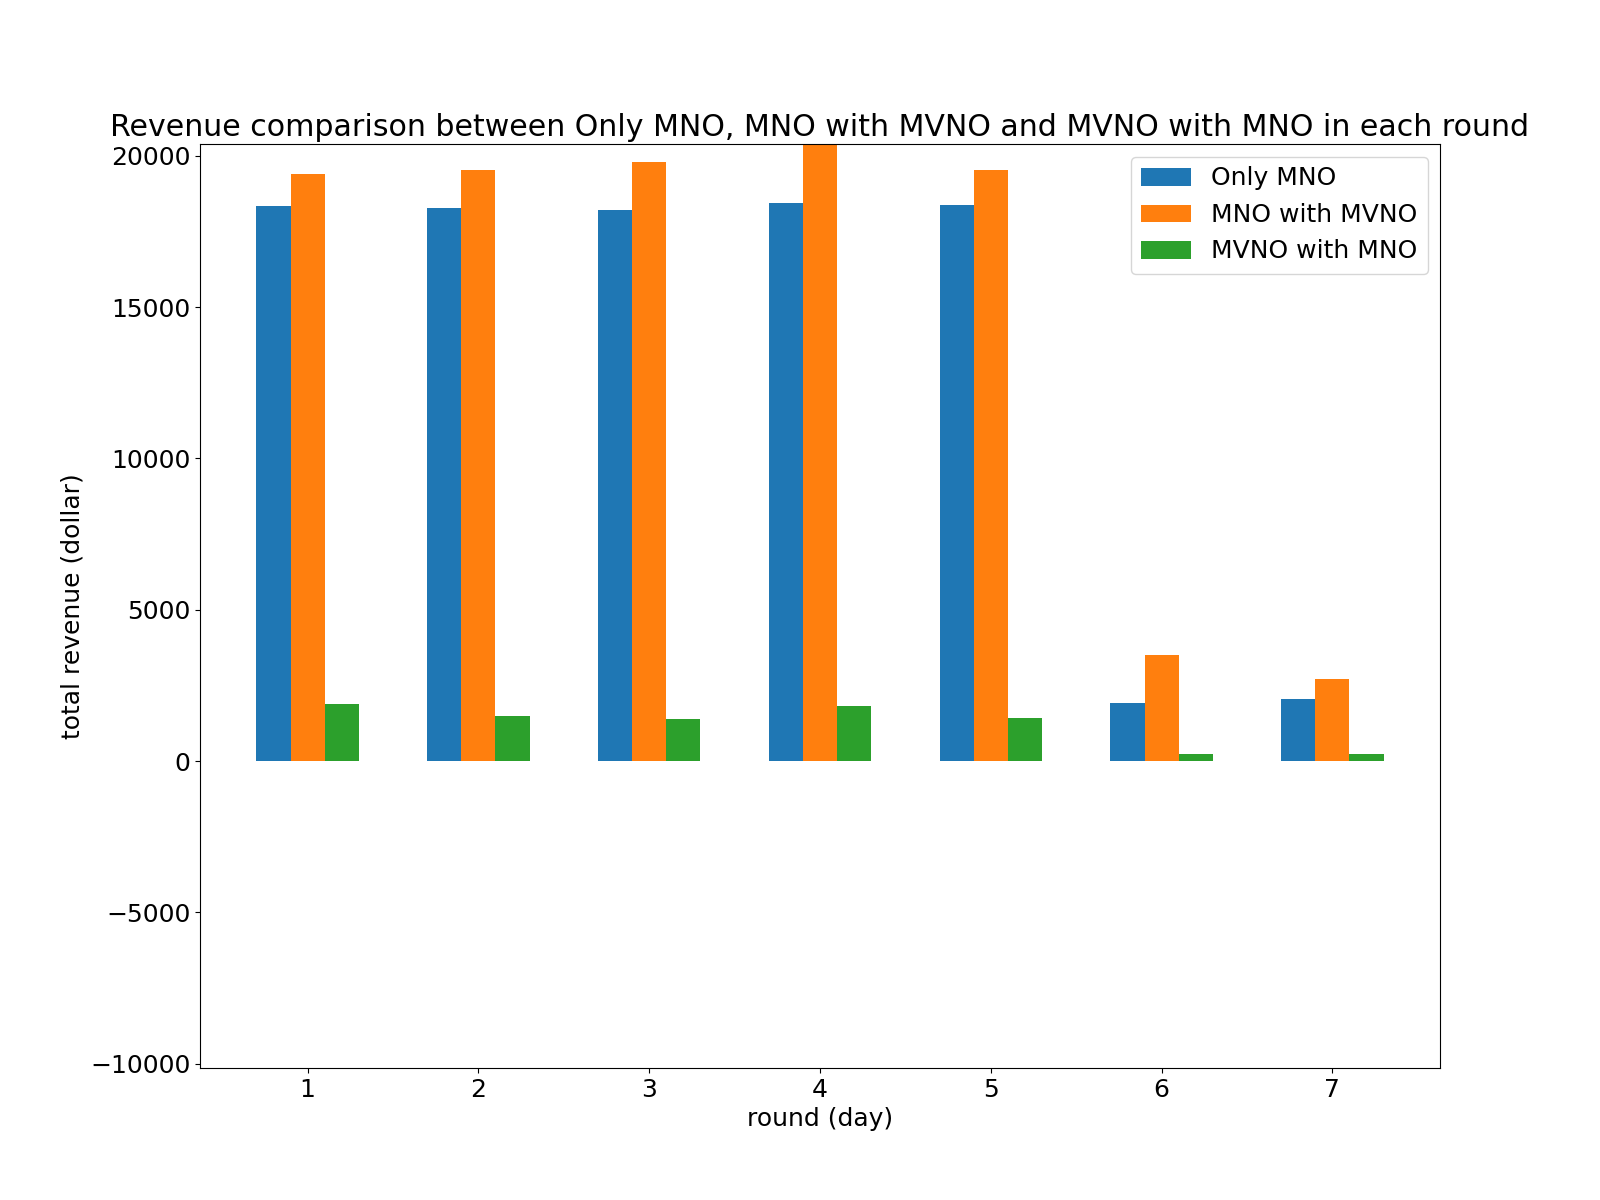 Revenue comparison between Only MNO, MNO with MVNO and MVNO with MNO in each round
20000
15000
10000
5000
0
−5000
−10000
total revenue (dollar)
Only MNO
MNO with MVNO
MVNO with MNO
1 2 3 4 5 6 7
round (day)